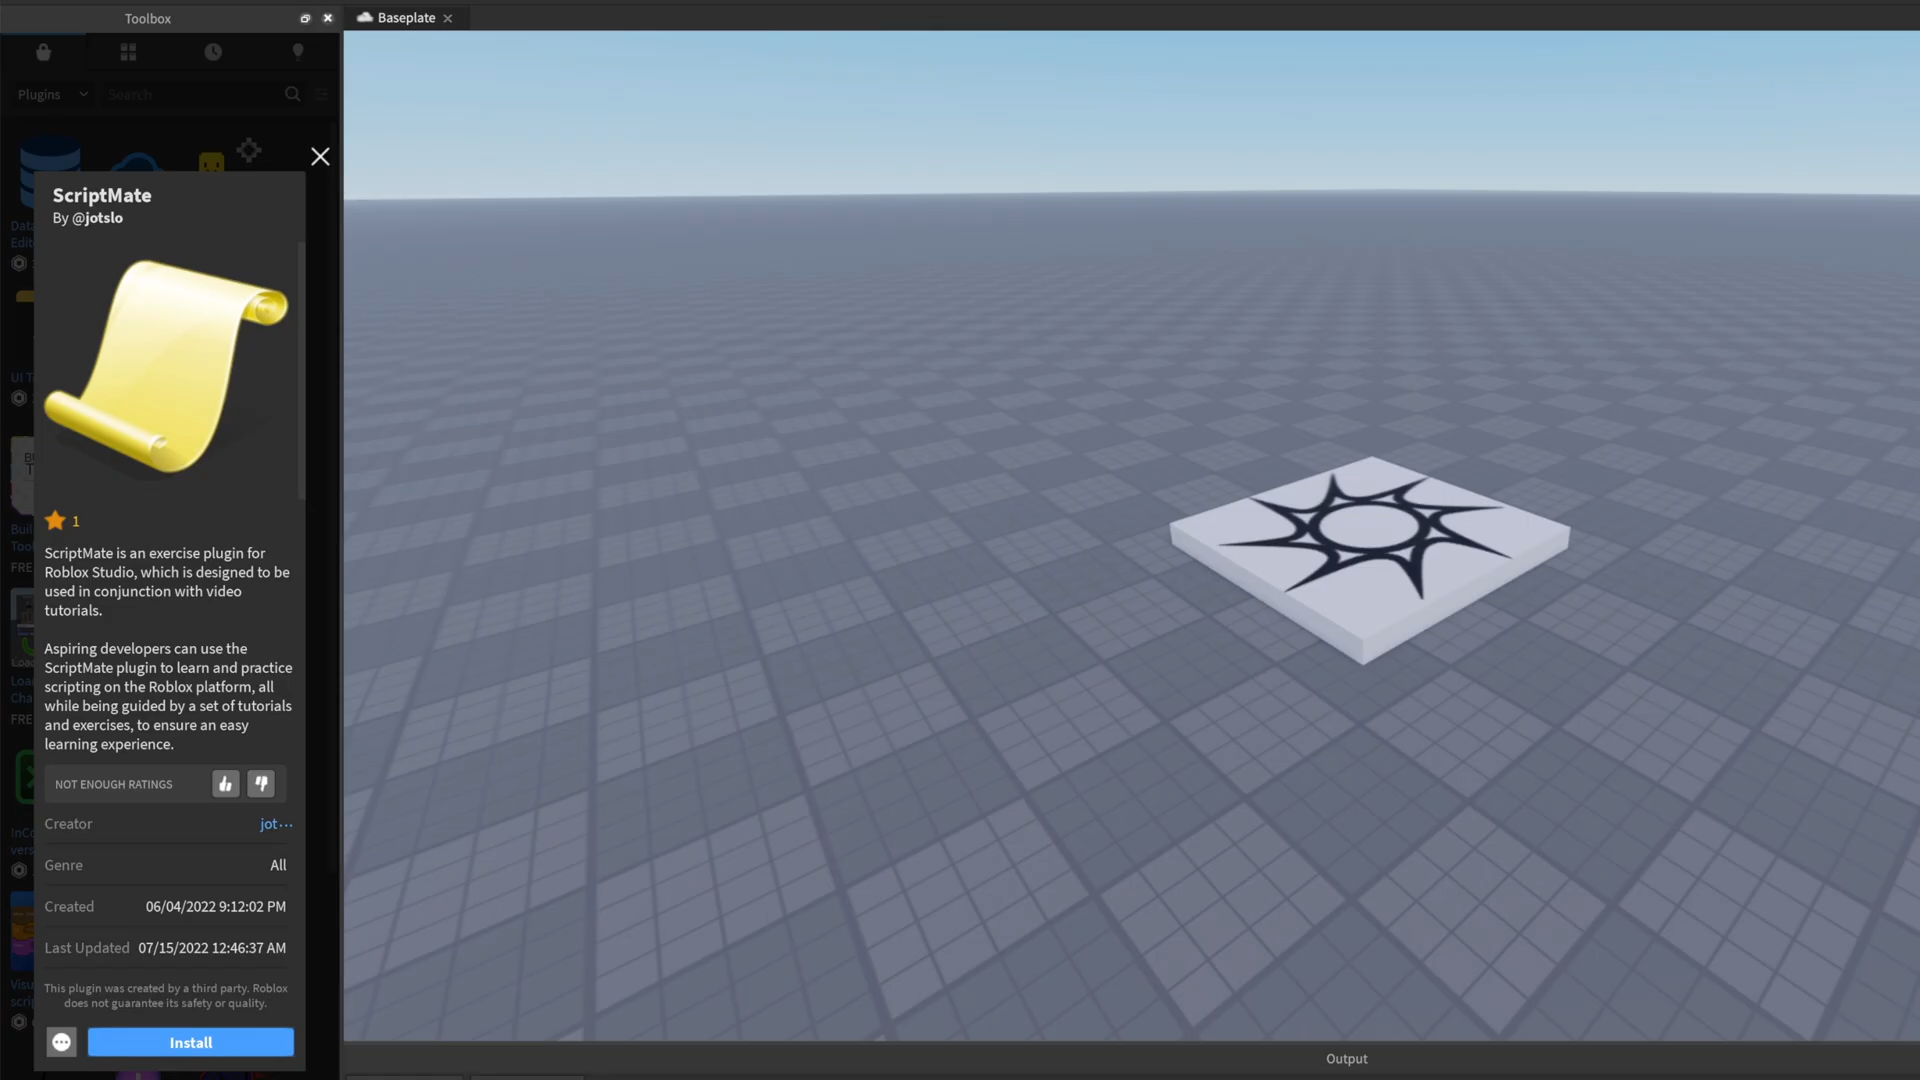 Toolbox
Baseplate
Plugins
Search
ScriptMate
By @jotslo
1
ScriptMate is an exercise plugin for
Roblox Studio, which is designed to be
used in conjunction with video
tutorials.
Aspiring developers can use the
ScriptMate plugin to learn and practice
scripting on the Roblox platform, all
while being guided by a set of tutorials
and exercises, to ensure an easy
learning experience.
NOT ENOUGH RATINGS
Creator jot...
Genre All
Created 06/04/2022 9:12:02 PM
Last Updated 07/15/2022 12:46:37 AM
This plugin was created by a third party. Roblox
does not guarantee its safety or quality.
Install
Output